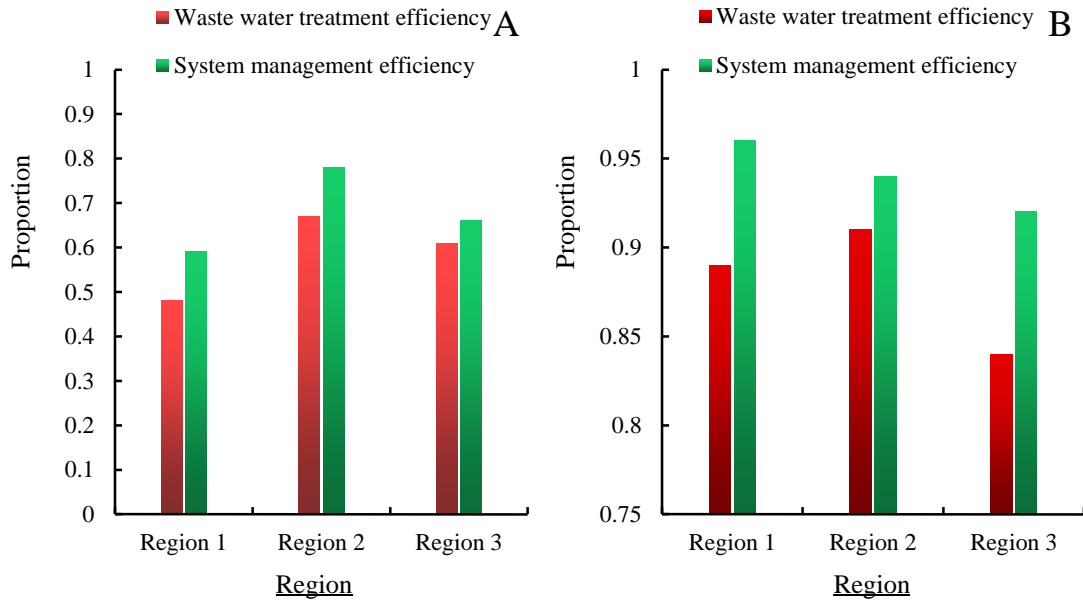 Waste water treatment efficiency
A
System management efficiency
1
0.9
0.8
0.7
0.6
0.5
0.4
0.3
0.2
0.1
0
Proportion
Region 1
Region 2
Region 3
Region
Waste water treatment efficiency
B
System management efficiency
1
0.95
0.9
0.85
0.8
0.75
Proportion
Region 1
Region 2
Region 3
Region